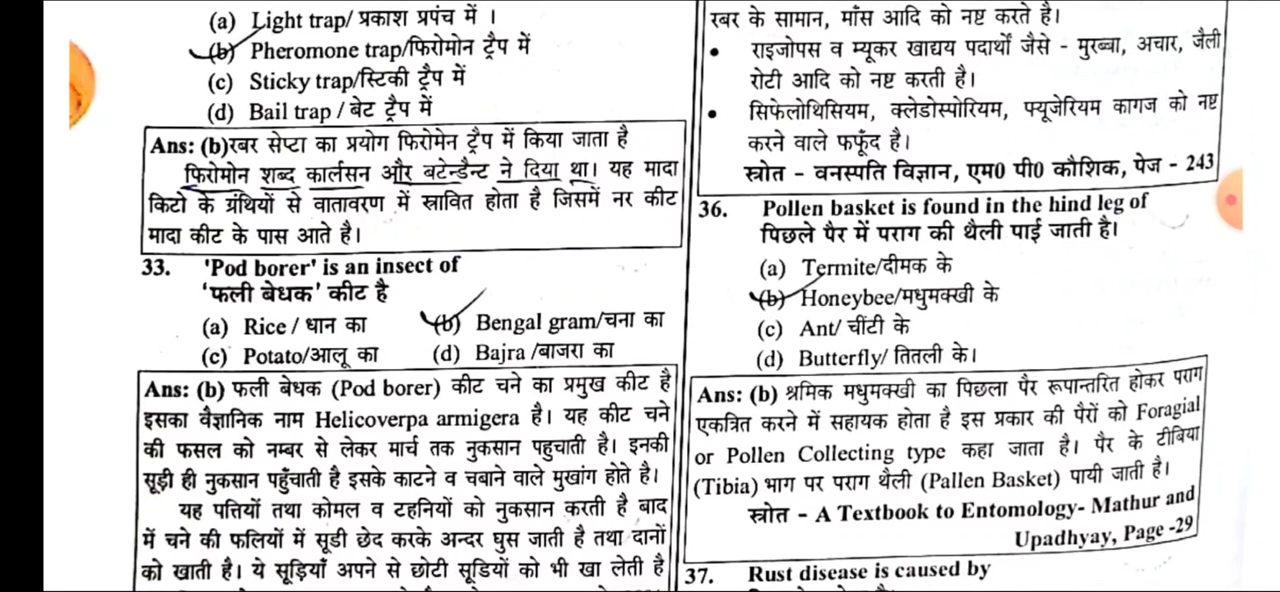 (a) Light trap/ प्रकाश प्रपंच में ।
(b) Pheromone trap/फिरोमोन ट्रैप में
(c) Sticky trap/स्टिकी ट्रैप में
(d) Bail trap / बेट ट्रैप में
Ans: (b)रबर सेप्टा का प्रयोग फिरोमेन ट्रैप में किया जाता है
फिरोमोन शब्द कार्लसन और बटेन्डैन्ट ने दिया था। यह मादा
किटो के ग्रंथियों से वातावरण में स्रावित होता है जिसमें नर कीट
मादा कीट के पास आते है।
33. 'Pod borer' is an insect of
'फली बेधक' कीट है
(a) Rice / धान का (b) Bengal gram/चना का
(c) Potato/आलू का (d) Bajra /बाजरा का
Ans: (b) फली बेधक (Pod borer) कीट चने का प्रमुख कीट है
इसका वैज्ञानिक नाम Helicoverpa armigera है। यह कीट चने
की फसल को नम्बर से लेकर मार्च तक नुकसान पहुचाती है। इनकी
सूड़ी ही नुकसान पहुँचाती है इसके काटने व चबाने वाले मुखांग होते है।
यह पत्तियों तथा कोमल व टहनियों को नुकसान करती है बाद
में चने की फलियों में सूडी छेद करके अन्दर घुस जाती है तथा दानों
को खाती है। ये सूड़ियाँ अपने से छोटी सूडियों को भी खा लेती है
रबर के सामान, माँस आदि को नष्ट करते है।
• राइजोपस व म्यूकर खाद्यय पदार्थों जैसे - मुरब्बा, अचार, जैली
रोटी आदि को नष्ट करती है।
• सिफेलोथिसियम, क्लेडोस्पोरियम, फ्यूजेरियम कागज को नष्ट
करने वाले फफूँद है।
स्त्रोत - वनस्पति विज्ञान, एम0 पी0 कौशिक, पेज - 243
36. Pollen basket is found in the hind leg of
पिछले पैर में पराग की थैली पाई जाती है।
(a) Termite/दीमक के
(b) Honeybee/मधुमक्खी के
(c) Ant/ चींटी के
(d) Butterfly/ तितली के।
Ans: (b) श्रमिक मधुमक्खी का पिछला पैर रूपान्तरित होकर पराग
एकत्रित करने में सहायक होता है इस प्रकार की पैरों को Foragial
or Pollen Collecting type कहा जाता है। पैर के टीबिया
(Tibia) भाग पर पराग थैली (Pallen Basket) पायी जाती है।
स्त्रोत - A Textbook to Entomology- Mathur and
Upadhyay, Page -29
37. Rust disease is caused by